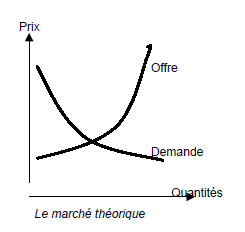 Prix
Offre
Demande
Quantités
Le marché théorique